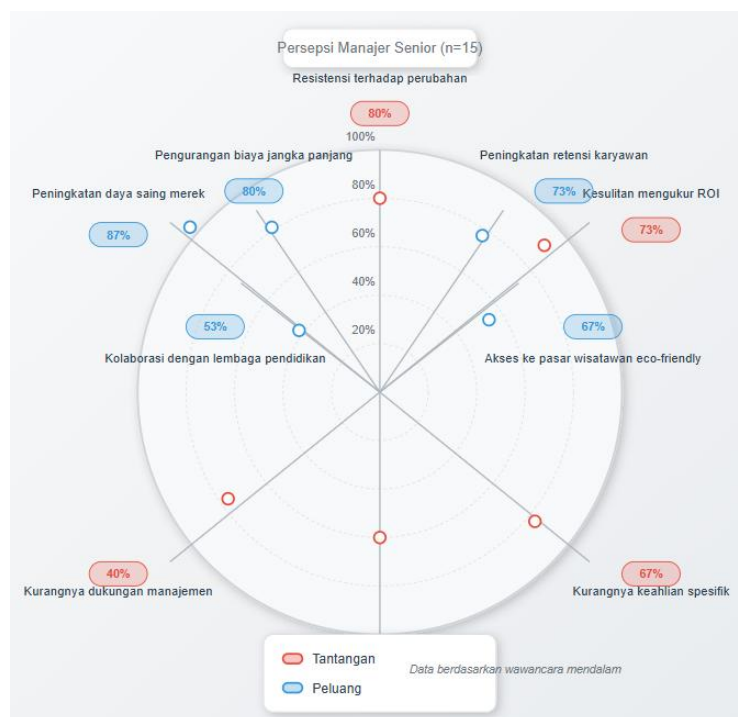 Persepsi Manajer Senior (n=15)
Resistensi terhadap perubahan
80%
100%
Pengurangan biaya jangka panjang
Peningkatan retensi karyawan
80%
Peningkatan daya saing merek
80%
73%
Kesulitan mengukur ROI
87%
60%
73%
40%
53%
20%
67%
Kolaborasi dengan lembaga pendidikan
Akses ke pasar wisatawan eco-friendly
40%
67%
Kurangnya dukungan manajemen
Kurangnya keahlian spesifik
Tantangan
Data berdasarkan wawancara mendalam
Peluang